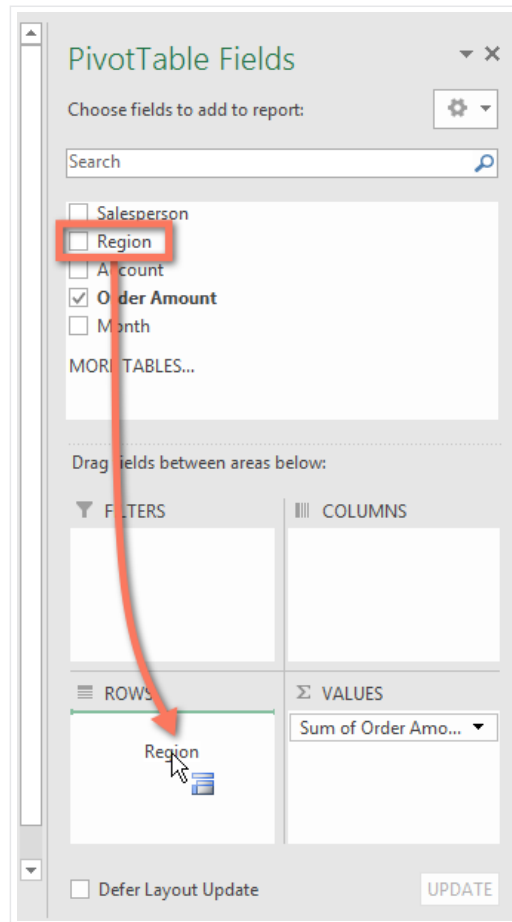 PivotTable Fields
Choose fields to add to report:
Search
Salesperson
Region
Account
Order Amount
Month
MORE TABLES...
Drag fields between areas below:
FILTERS
COLUMNS
ROWS
Σ VALUES
Sum of Order Amo...
Region
Defer Layout Update
UPDATE